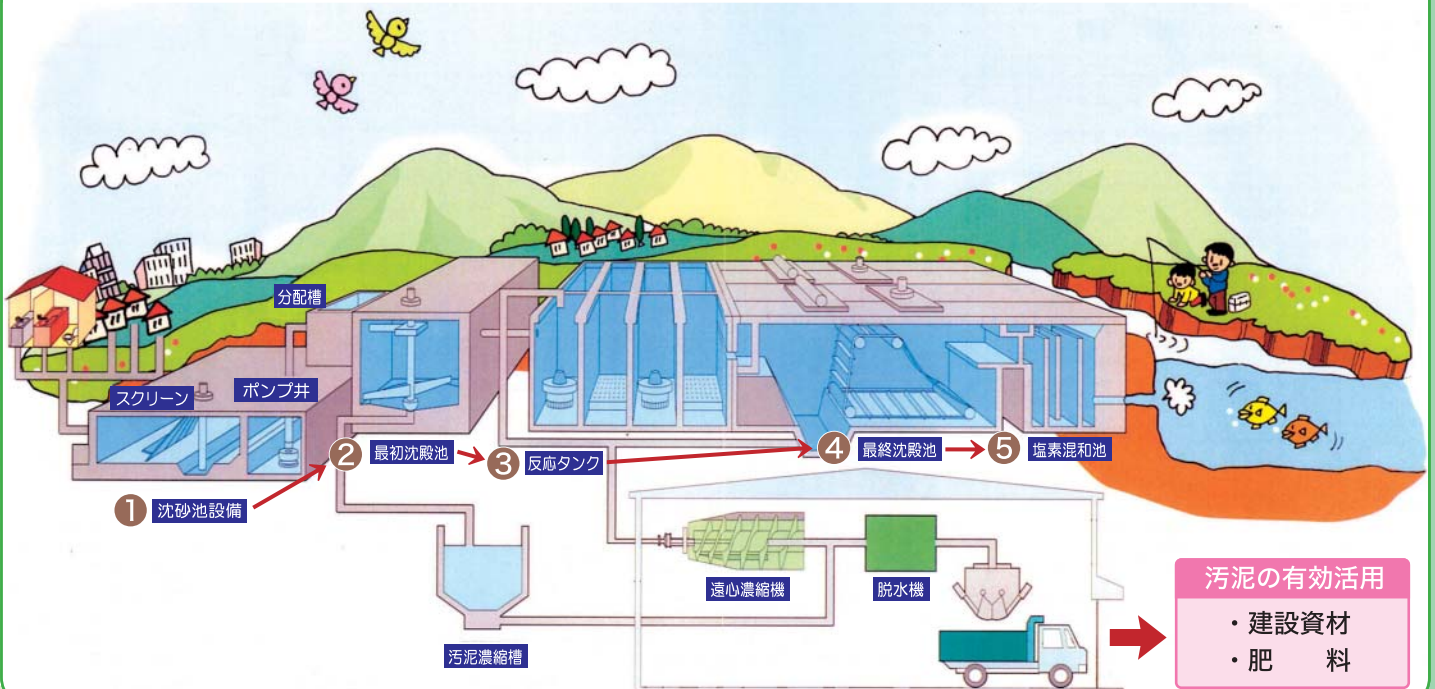 分配槽
スクリーン
ポンプ井
① 沈砂池設備
② 最初沈殿池
③ 反応タンク
④ 最終沈殿池
⑤ 塩素混和池
遠心濃縮機
脱水機
汚泥濃縮槽
汚泥の有効活用
・建設資材
・肥　　料